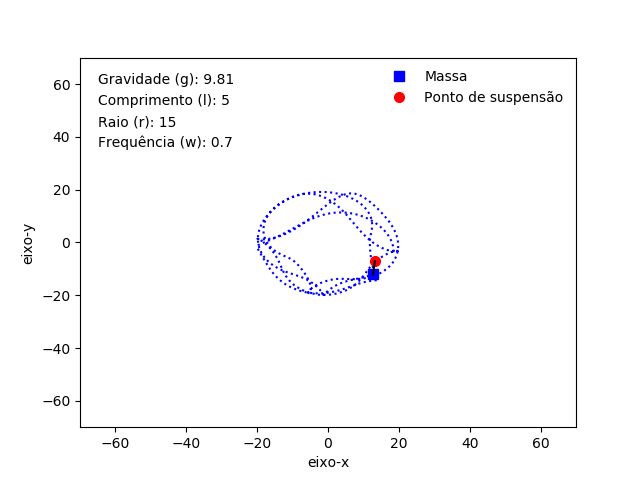 Gravidade (g): 9.81
Comprimento (l): 5
Raio (r): 15
Frequência (w): 0.7
Massa
Ponto de suspensão
60
40
20
0
−20
−40
−60
eixo-y
−60
−40
−20
0
20
40
60
eixo-x